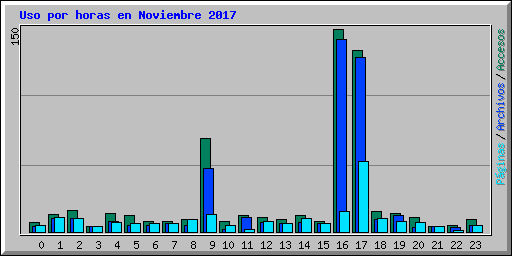 Uso por horas en Noviembre 2017
150
Páginas / Archivos / Accesos
0 1 2 3 4 5 6 7 8 9 10 11 12 13 14 15 16 17 18 19 20 21 22 23